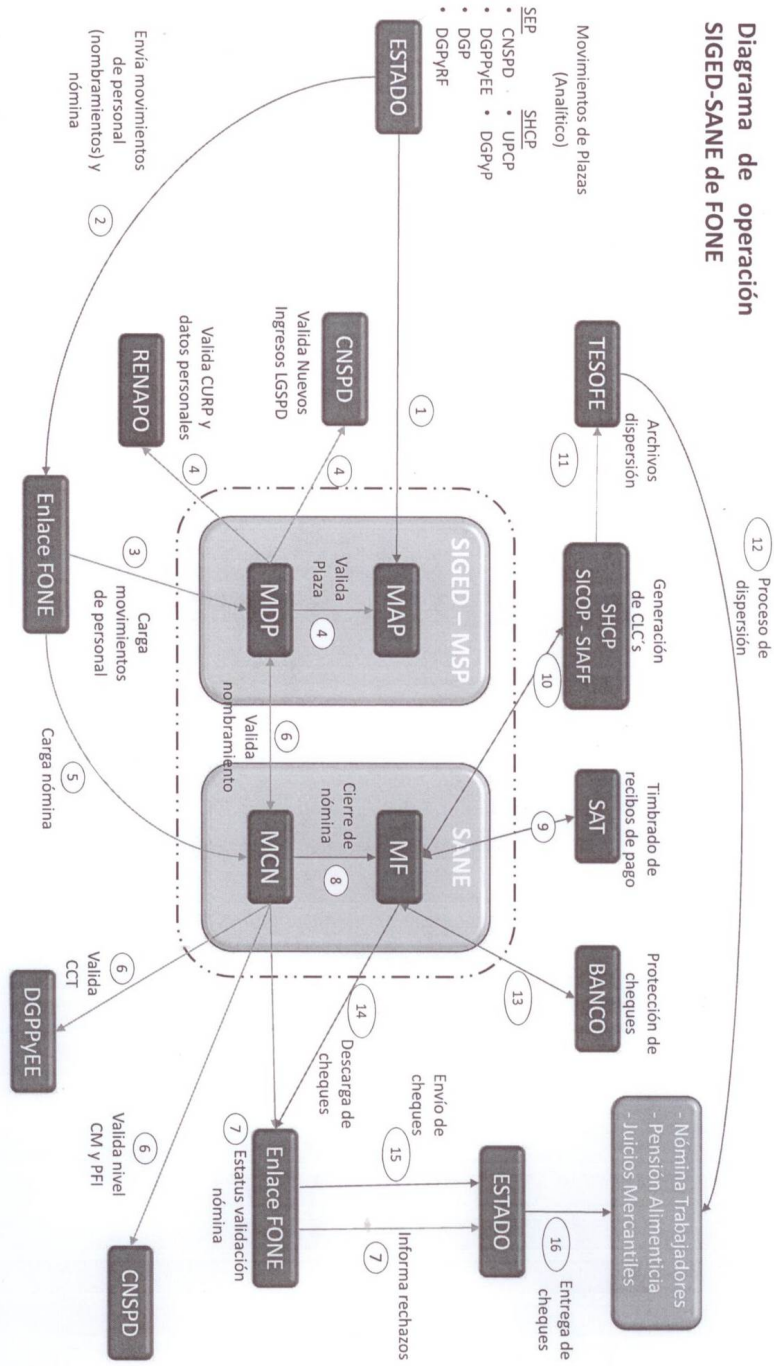 Diagrama de operación
SIGED-SANE de FONE
Movimientos de Plazas
(Analítico)
SEP
• CNSPD
• DGPPyEE
• DGP
• DGPyRF
SHCP
• UPCP
• DGPyP
ESTADO
1
Envía movimientos
de personal
(nombramientos) y
nómina
2
TESOFE
Archivos
dispersión
11
12
Proceso de
dispersión
Generación
de CLC´s
SHCP
SICOP - SIAFF
10
Timbrado de
recibos de pago
SAT
9
Protección de
cheques
BANCO
13
- Nómina Trabajadores
- Pensión Alimenticia
- Juicios Mercantiles
CNSPD
Valida Nuevos
Ingresos LGSPD
4
RENAPO
Valida CURP y
datos personales
4
SIGED – MSP
MAP
Valida
Plaza
4
MDP
SANE
MF
Cierre de
nómina
8
MCN
6
Valida
nombramiento
Enlace FONE
3
Carga
movimientos
de personal
5
Carga nómina
14
Descarga de
cheques
Enlace FONE
7
Estatus validación
nómina
Envío de
cheques
15
7
Informa rechazos
ESTADO
16
Entrega de
cheques
6
Valida
CCT
DGPPyEE
6
Valida nivel
CM y PFI
CNSPD